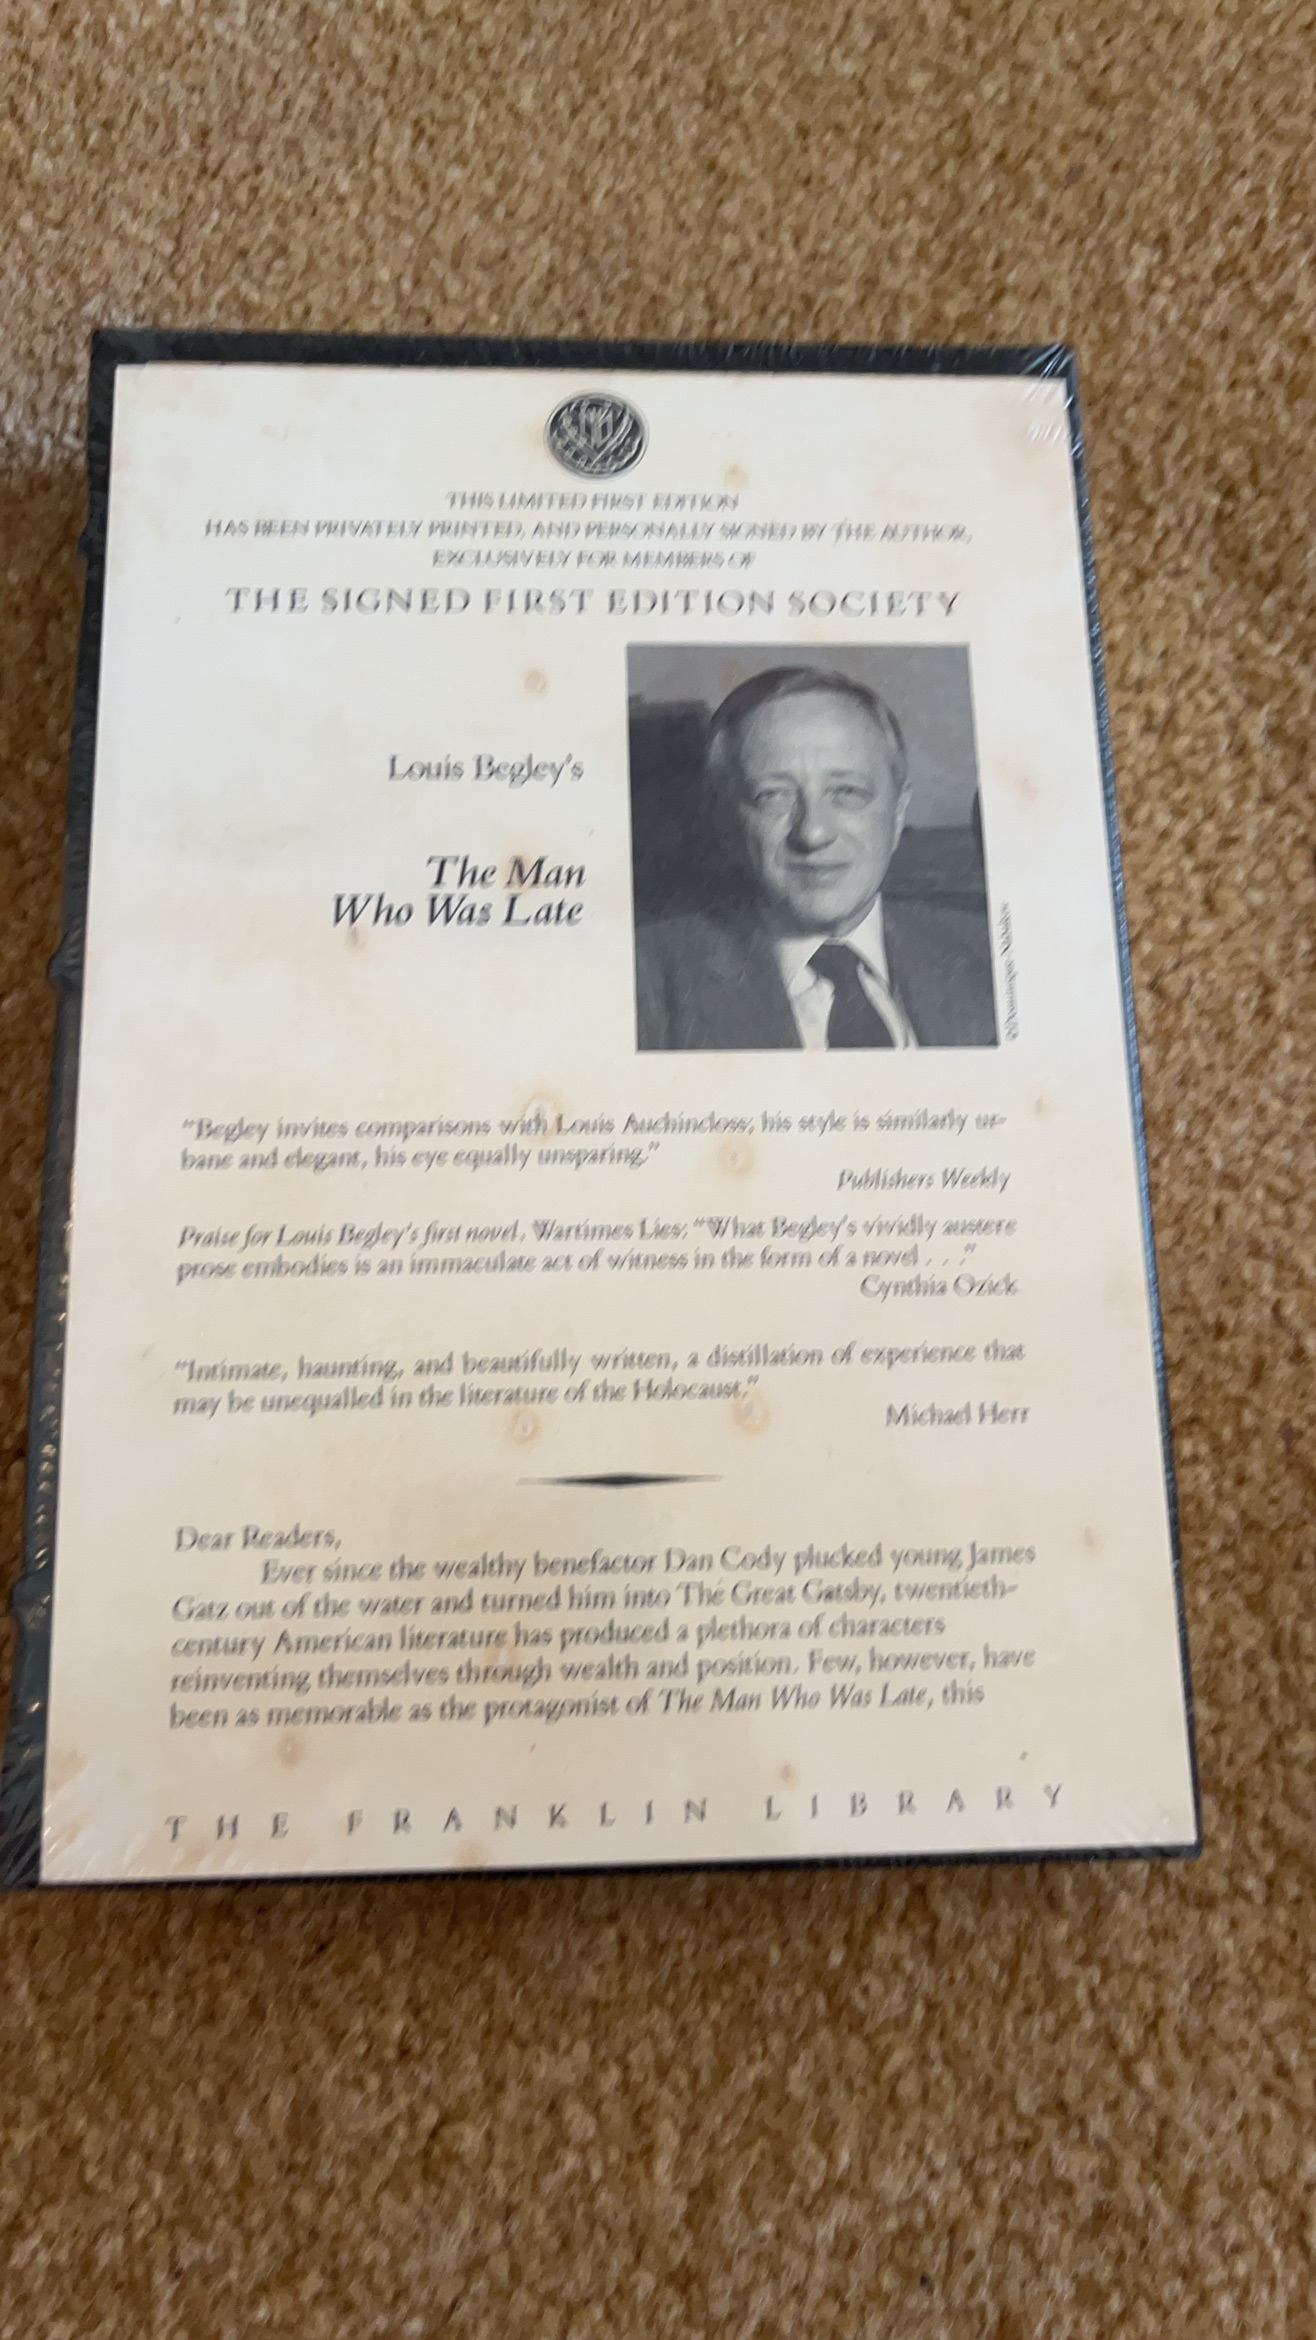 THIS LIMITED FIRST EDITION
HAS BEEN PRIVATELY PRINTED, AND PERSONALLY SIGNED BY THE AUTHOR,
EXCLUSIVELY FOR MEMBERS OF
THE SIGNED FIRST EDITION SOCIETY
Louis Begley's
The Man
Who Was Late
©Dominique Nabokov
"Begley invites comparisons with Louis Auchincloss; his style is similarly ur-
bane and elegant, his eye equally unsparing."
Publishers Weekly
Praise for Louis Begley's first novel, Wartimes Lies: "What Begley's vividly austere
prose embodies is an immaculate act of witness in the form of a novel . . ."
Cynthia Ozick
"Intimate, haunting, and beautifully written, a distillation of experience that
may be unequalled in the literature of the Holocaust."
Michael Herr
Dear Readers,
Ever since the wealthy benefactor Dan Cody plucked young James
Gatz out of the water and turned him into The Great Gatsby, twentieth-
century American literature has produced a plethora of characters
reinventing themselves through wealth and position. Few, however, have
been as memorable as the protagonist of The Man Who Was Late, this
THE FRANKLIN LIBRARY